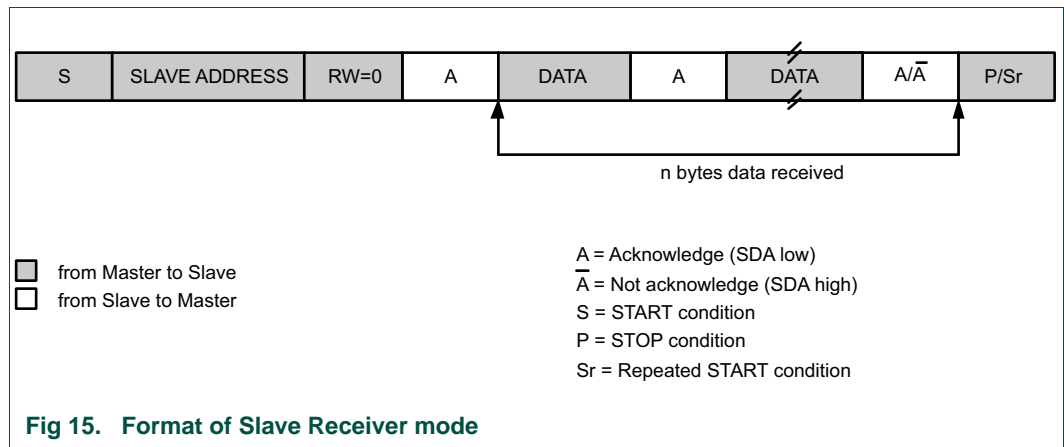 S SLAVE ADDRESS RW=0 A DATA A DATA A/A̅ P/Sr
n bytes data received
from Master to Slave
from Slave to Master
A = Acknowledge (SDA low)
A̅ = Not acknowledge (SDA high)
S = START condition
P = STOP condition
Sr = Repeated START condition
Fig 15. Format of Slave Receiver mode